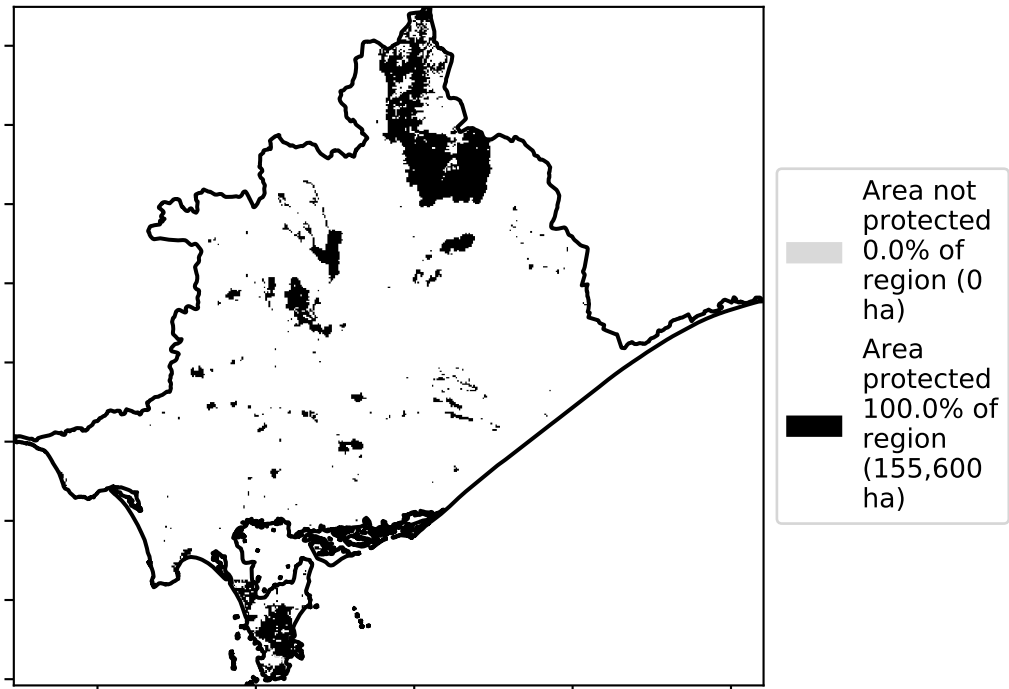 Area not
protected
0.0% of
region (0
ha)
Area
protected
100.0% of
region
(155,600
ha)